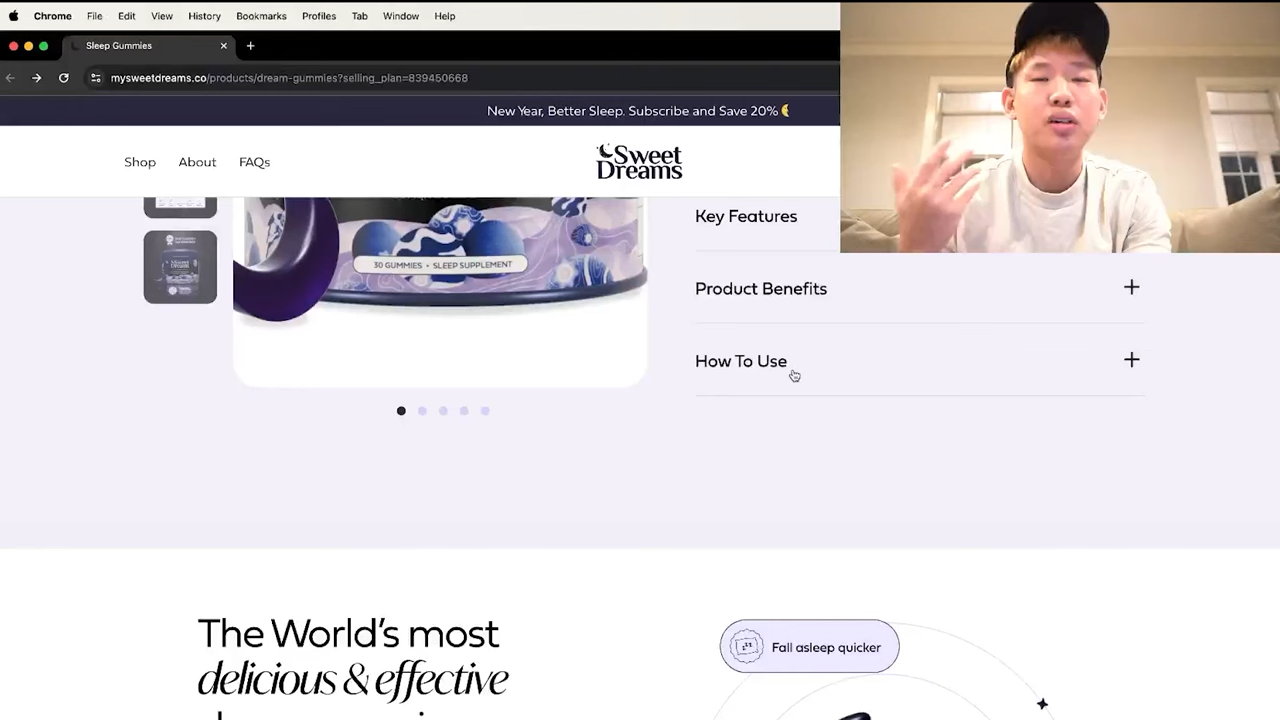 Chrome File Edit View History Bookmarks Profiles Tab Window Help
Sleep Gummies
mysweetdreams.co/products/dream-gummies?selling_plan=839450668
New Year, Better Sleep. Subscribe and Save 20%
Shop About FAQs
Sweet
Dreams
Key Features
30 GUMMIES • SLEEP SUPPLEMENT
Product Benefits
How To Use
The World's most
delicious & effective
Fall asleep quicker